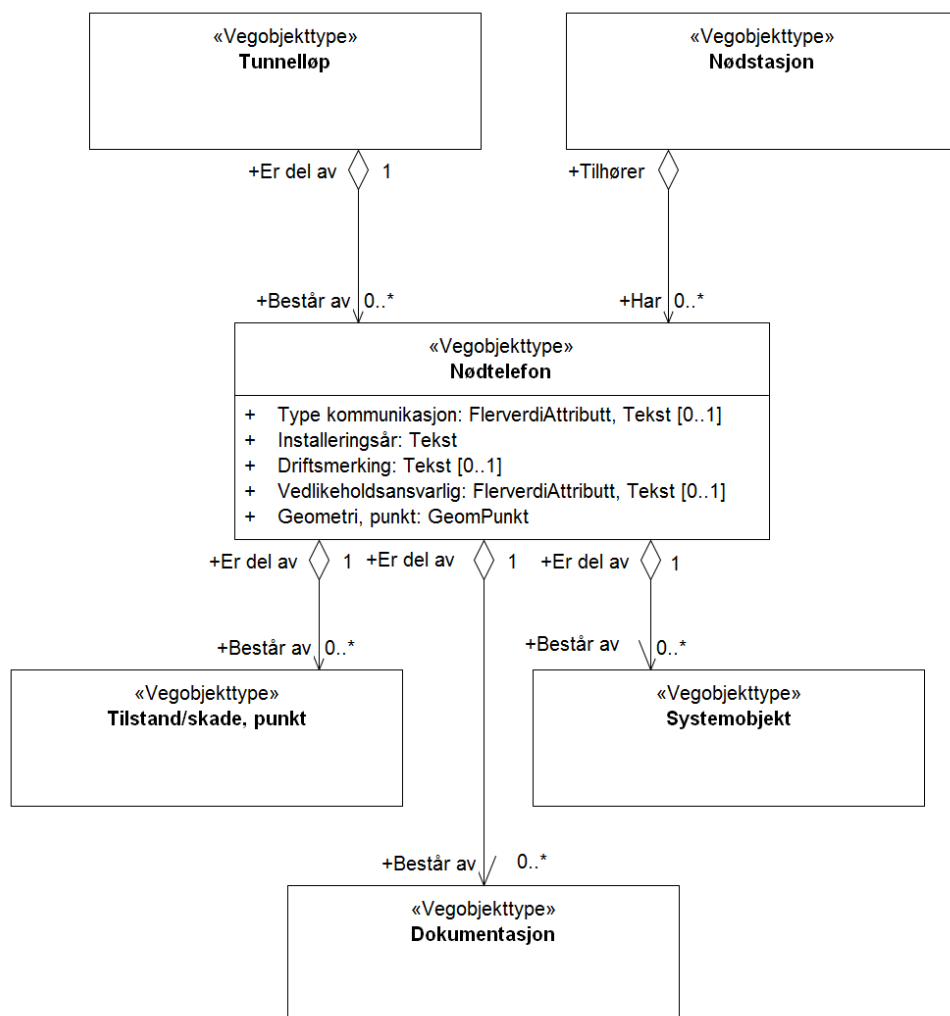 «Vegobjekttype»
Tunnelløp
«Vegobjekttype»
Nødstasjon
+Er del av 1
+Tilhører
+Består av 0..*
+Har 0..*
«Vegobjekttype»
Nødtelefon
+ Type kommunikasjon: FlerverdiAttributt, Tekst [0..1]
+ Installeringsår: Tekst
+ Driftsmerking: Tekst [0..1]
+ Vedlikeholdsansvarlig: FlerverdiAttributt, Tekst [0..1]
+ Geometri, punkt: GeomPunkt
+Er del av 1
+Er del av 1
+Er del av 1
+Består av 0..*
+Består av 0..*
«Vegobjekttype»
Tilstand/skade, punkt
«Vegobjekttype»
Systemobjekt
+Består av 0..*
«Vegobjekttype»
Dokumentasjon